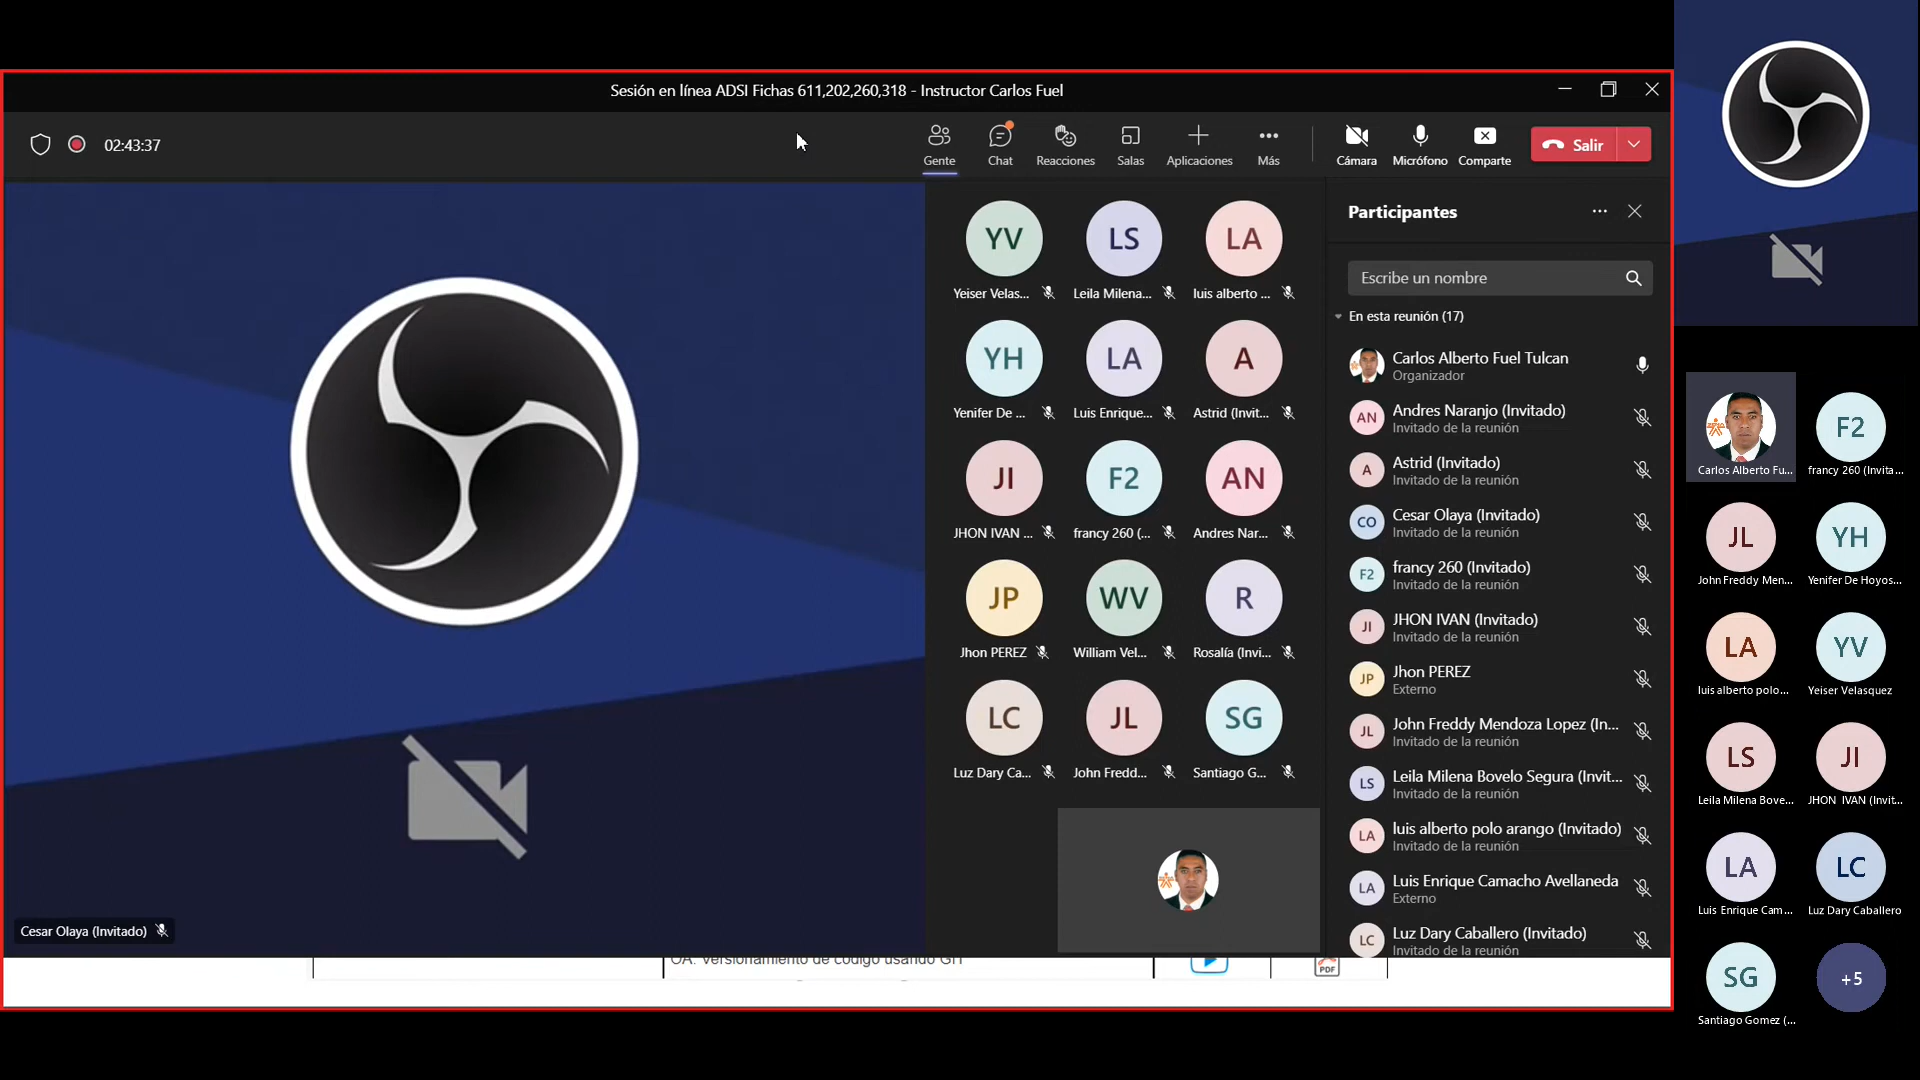 Sesión en línea ADSI Fichas 611,202,260,318 - Instructor Carlos Fuel
02:43:37
Gente
Chat
Reacciones
Salas
Aplicaciones
Más
Cámara
Micrófono
Comparte
Salir
YV
LS
LA
Yeiser Velas...
Leila Milena...
luis alberto ...
YH
LA
A
Yenifer De ...
Luis Enrique...
Astrid (Invit...
JI
F2
AN
JHON IVAN ...
francy 260 (...
Andres Nar...
JP
WV
R
Jhon PEREZ
William Vel...
Rosalía (Invi...
LC
JL
SG
Luz Dary Ca...
John Fredd...
Santiago G...
Cesar Olaya (Invitado)
Participantes
Escribe un nombre
En esta reunión (17)
Carlos Alberto Fuel Tulcan
Organizador
AN
Andres Naranjo (Invitado)
Invitado de la reunión
A
Astrid (Invitado)
Invitado de la reunión
CO
Cesar Olaya (Invitado)
Invitado de la reunión
F2
francy 260 (Invitado)
Invitado de la reunión
JI
JHON IVAN (Invitado)
Invitado de la reunión
JP
Jhon PEREZ
Externo
JL
John Freddy Mendoza Lopez (In...
Invitado de la reunión
LS
Leila Milena Bovelo Segura (Invit...
Invitado de la reunión
LA
luis alberto polo arango (Invitado)
Invitado de la reunión
LA
Luis Enrique Camacho Avellaneda
Externo
LC
Luz Dary Caballero (Invitado)
Invitado de la reunión
OA. Versionamiento de código usando GIT
PDF
Carlos Alberto Fu...
F2
francy 260 (Invita...
JL
John Freddy Men...
YH
Yenifer De Hoyos...
LA
luis alberto polo...
YV
Yeiser Velasquez
LS
Leila Milena Bove...
JI
JHON IVAN (Invit...
LA
Luis Enrique Cam...
LC
Luz Dary Caballero
SG
Santiago Gomez (...
+5